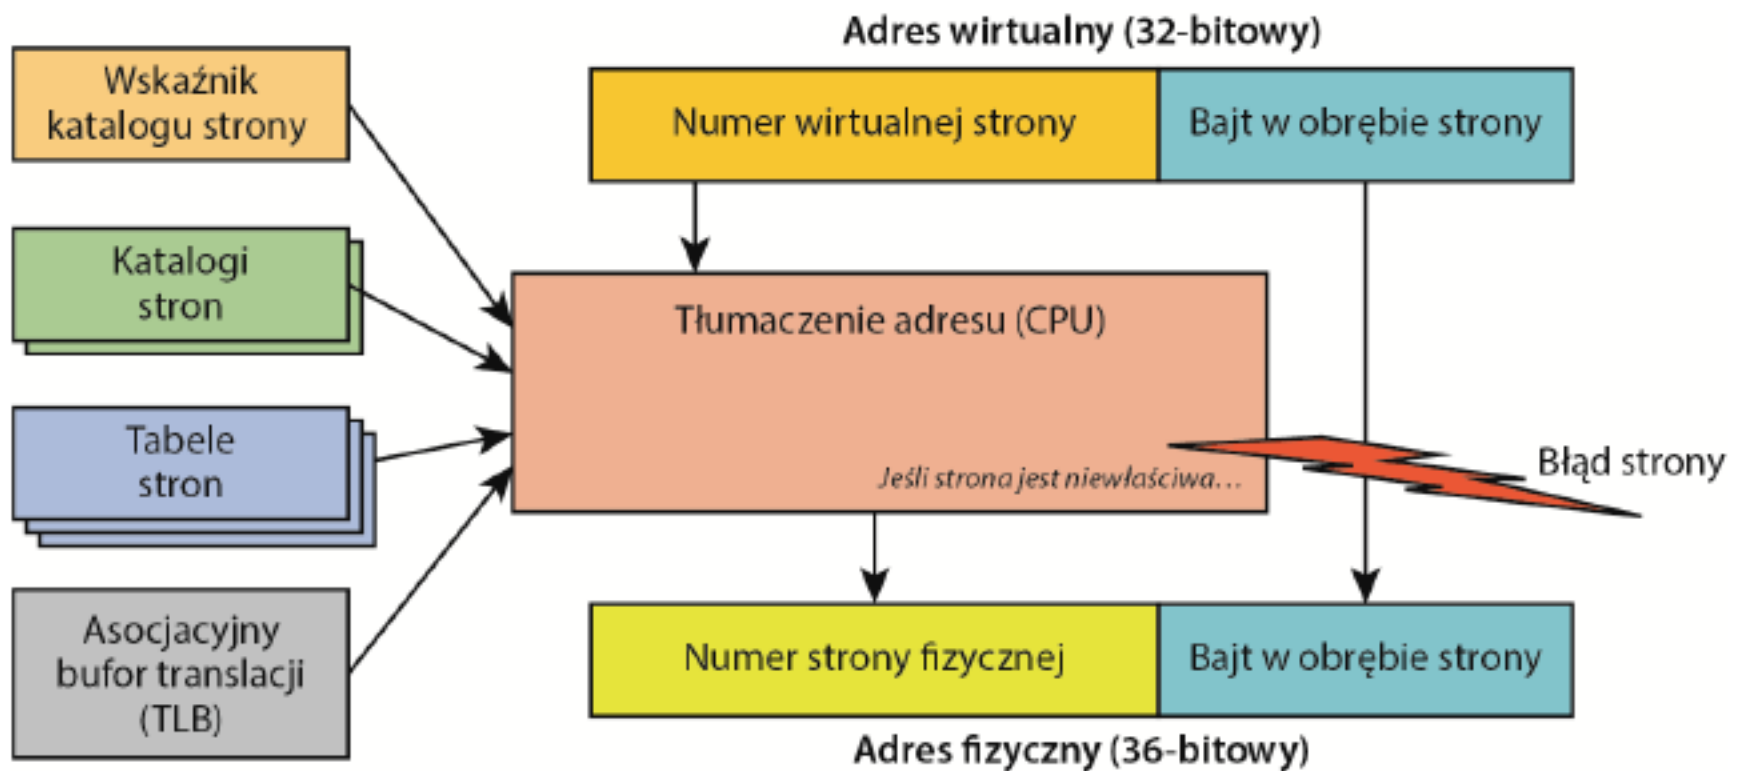 Adres wirtualny (32-bitowy)
Wskaźnik
katalogu strony
Numer wirtualnej strony
Bajt w obrębie strony
Katalogi
stron
Tłumaczenie adresu (CPU)
Tabele
stron
Jeśli strona jest niewłaściwa...
Błąd strony
Asocjacyjny
bufor translacji
(TLB)
Numer strony fizycznej
Bajt w obrębie strony
Adres fizyczny (36-bitowy)